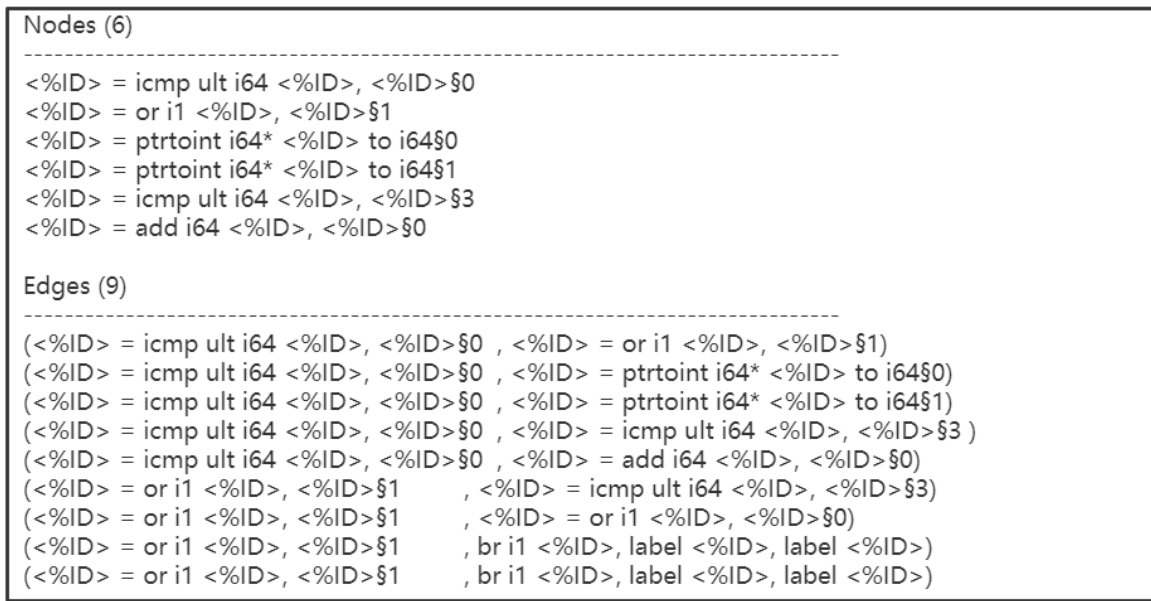 Nodes (6)
--------------------------------------------------------------------------------
<%ID> = icmp ult i64 <%ID>, <%ID>§0
<%ID> = or i1 <%ID>, <%ID>§1
<%ID> = ptrtoint i64* <%ID> to i64§0
<%ID> = ptrtoint i64* <%ID> to i64§1
<%ID> = icmp ult i64 <%ID>, <%ID>§3
<%ID> = add i64 <%ID>, <%ID>§0
Edges (9)
--------------------------------------------------------------------------------
(<%ID> = icmp ult i64 <%ID>, <%ID>§0 , <%ID> = or i1 <%ID>, <%ID>§1)
(<%ID> = icmp ult i64 <%ID>, <%ID>§0 , <%ID> = ptrtoint i64* <%ID> to i64§0)
(<%ID> = icmp ult i64 <%ID>, <%ID>§0 , <%ID> = ptrtoint i64* <%ID> to i64§1)
(<%ID> = icmp ult i64 <%ID>, <%ID>§0 , <%ID> = icmp ult i64 <%ID>, <%ID>§3 )
(<%ID> = icmp ult i64 <%ID>, <%ID>§0 , <%ID> = add i64 <%ID>, <%ID>§0)
(<%ID> = or i1 <%ID>, <%ID>§1 , <%ID> = icmp ult i64 <%ID>, <%ID>§3)
(<%ID> = or i1 <%ID>, <%ID>§1 , <%ID> = or i1 <%ID>, <%ID>§0)
(<%ID> = or i1 <%ID>, <%ID>§1 , br i1 <%ID>, label <%ID>, label <%ID>)
(<%ID> = or i1 <%ID>, <%ID>§1 , br i1 <%ID>, label <%ID>, label <%ID>)